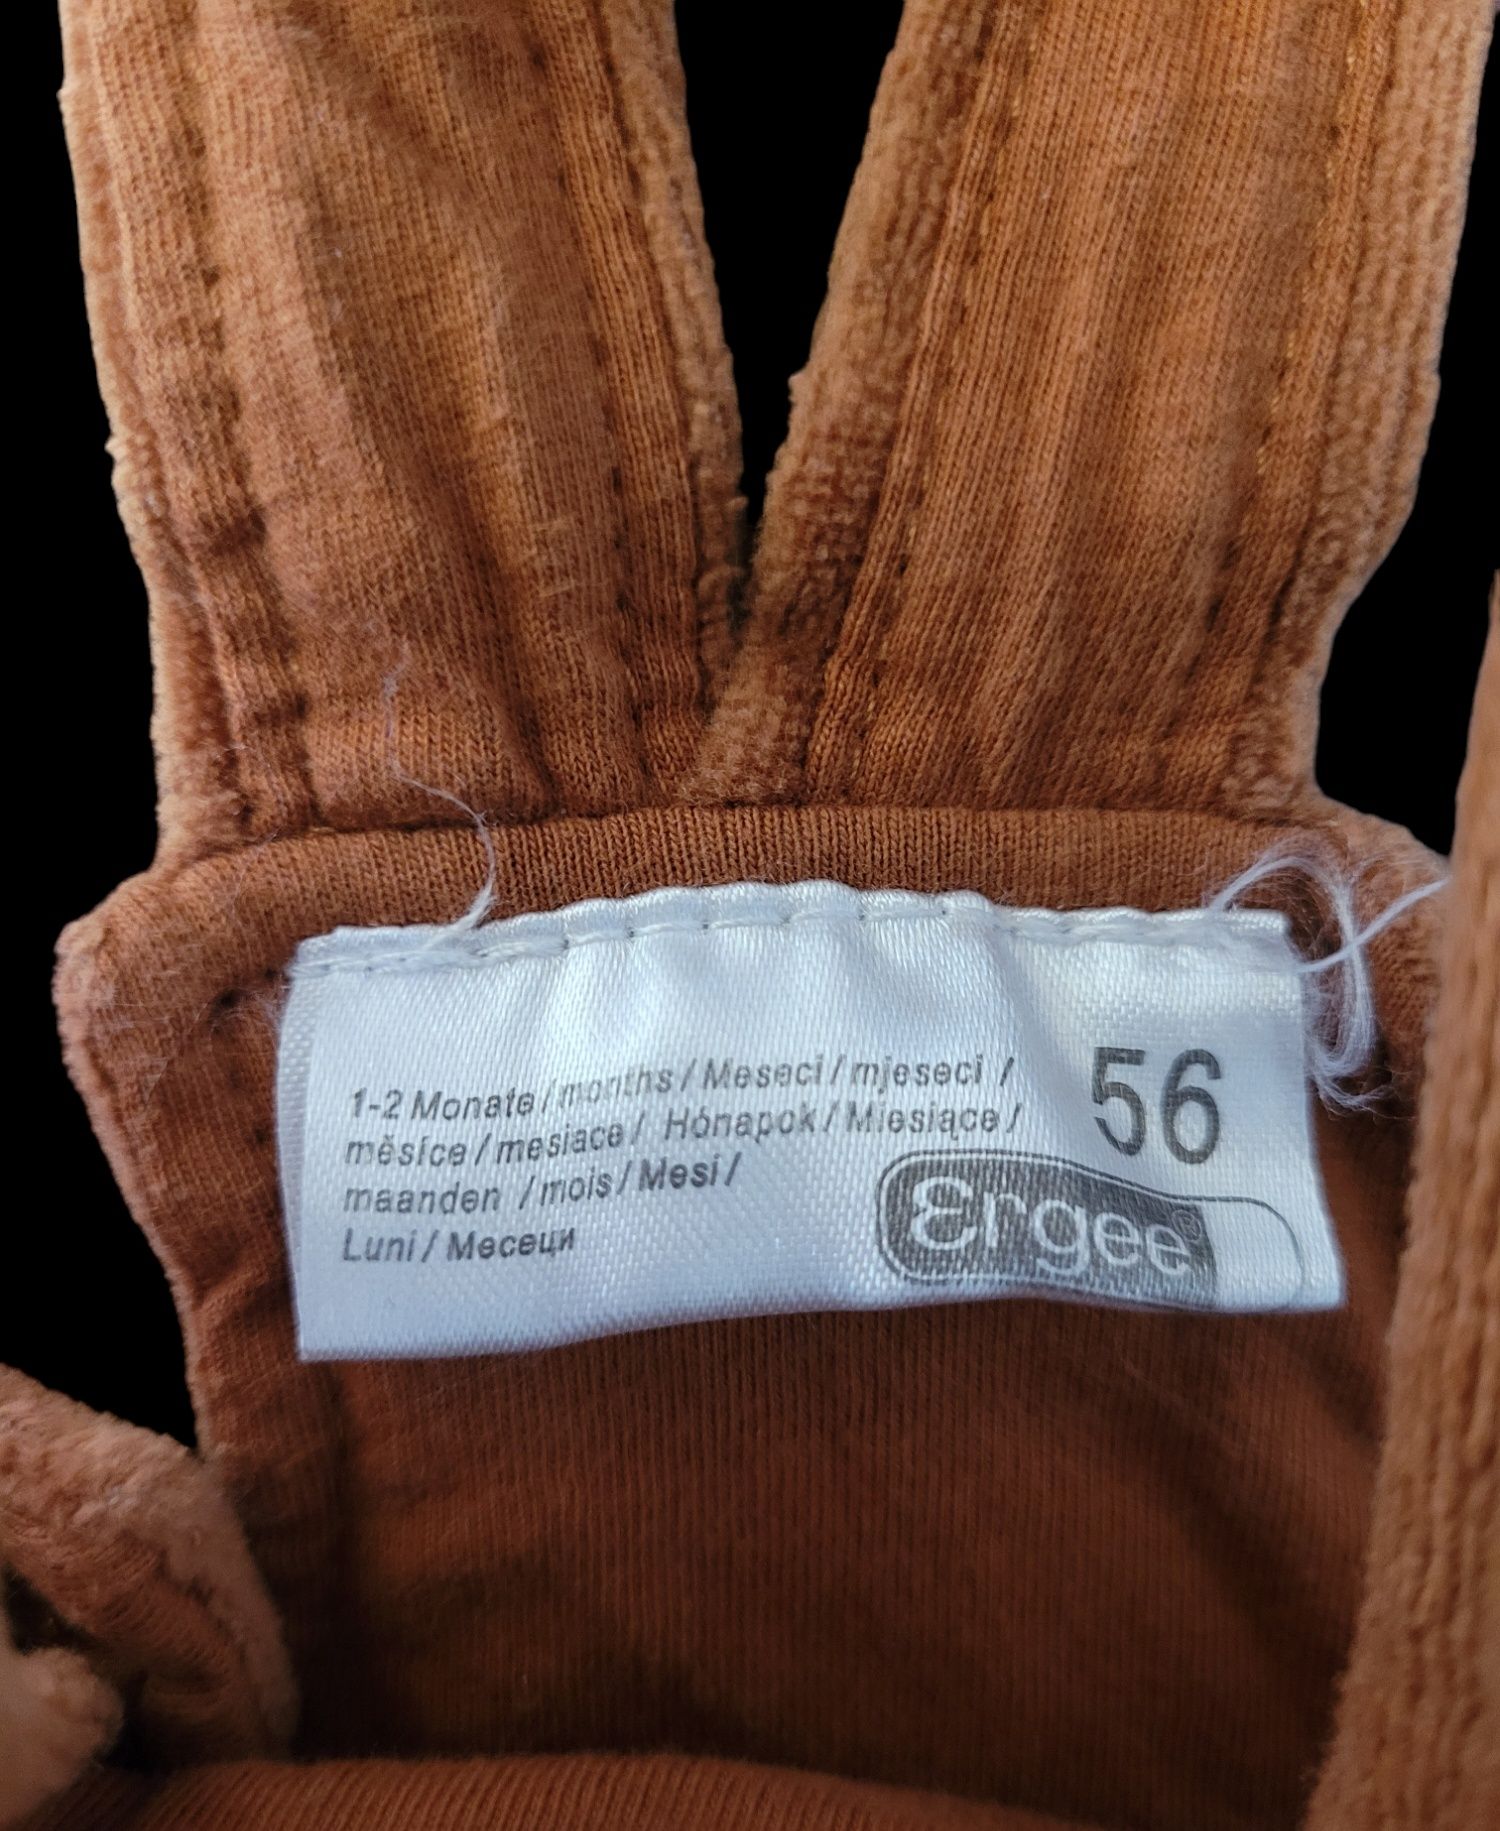 1-2 Monate / months / Meseci / mjeseci /
měsíce / mesiace / Hónapok / Miesiące /
maanden / mois / Mesi /
Luni / Месеци
56
Ergee®